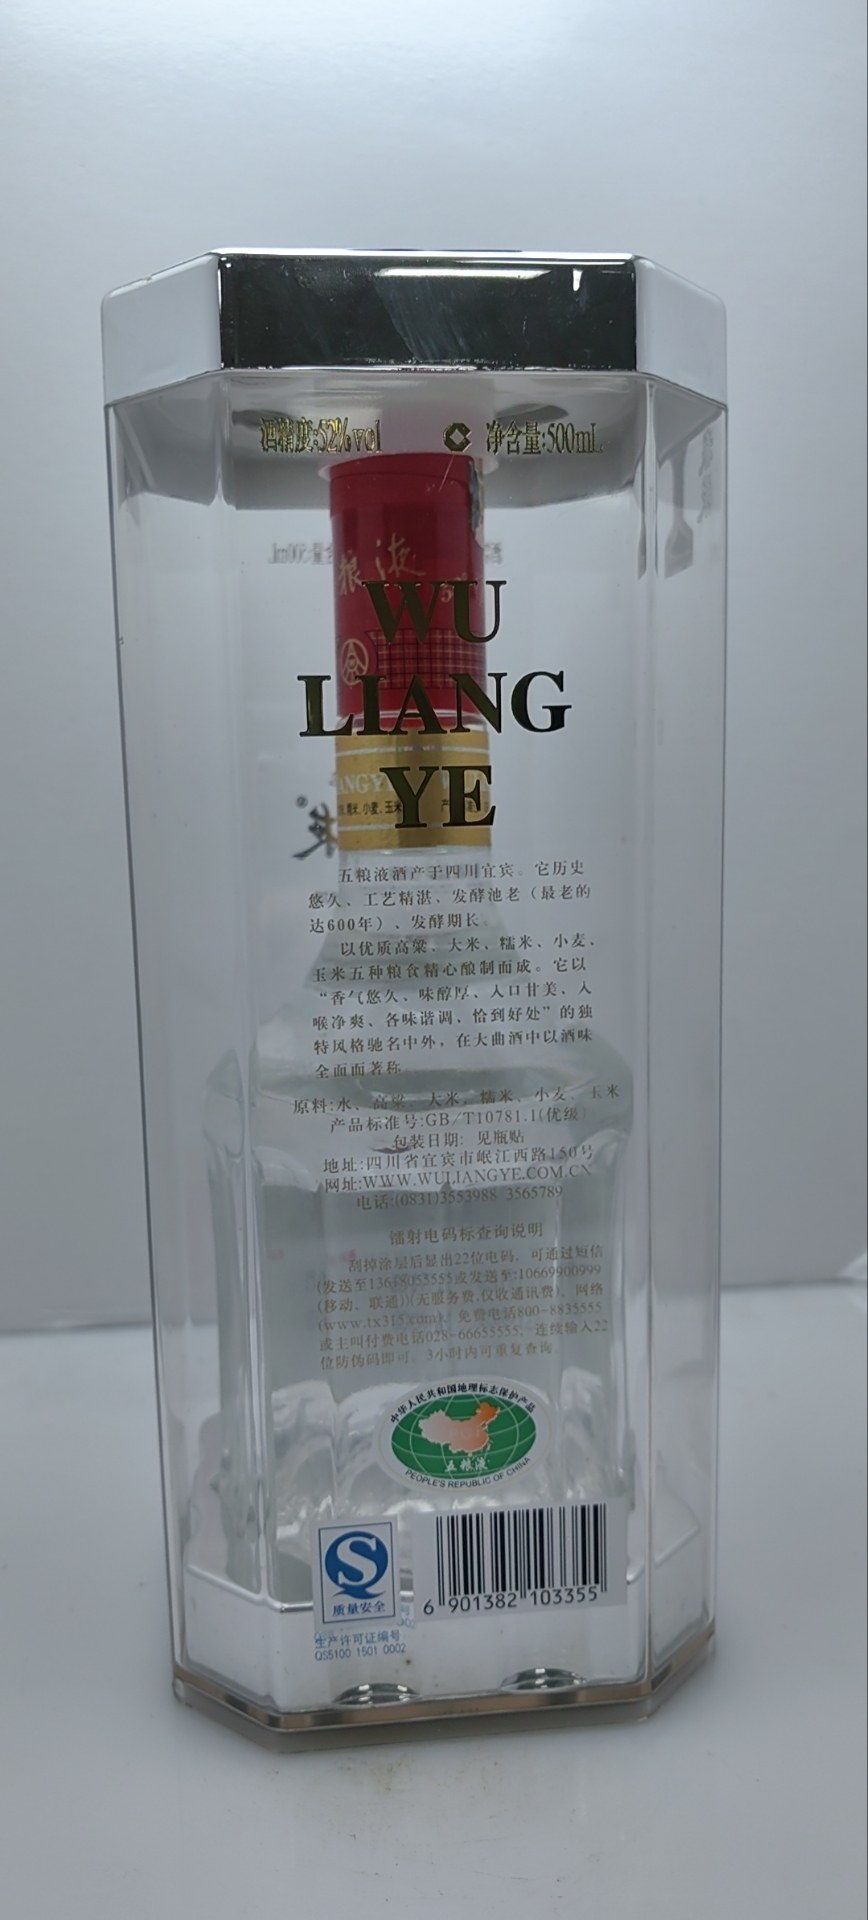 酒精度:52%vol 净含量:500mL
粮液
WU
LIANG
YE
五粮液酒产于四川宜宾。它历史
悠久、工艺精湛、发酵池老（最老的
达600年）、发酵期长。
以优质高粱、大米、糯米、小麦、
玉米五种粮食精心酿制而成。它以
“香气悠久、味醇厚、入口甘美、入
喉净爽、各味谐调、恰到好处”的独
特风格驰名中外，在大曲酒中以酒味
全面而著称
原料:水、高粱、大米、糯米、小麦、玉米
产品标准号:GB/T10781.1(优级)
包装日期: 见瓶贴
地址:四川省宜宾市岷江西路150号
网址:WWW.WULIANGYE.COM.CN
电话:(0831)3553988 3565789
镭射电码标查询说明
刮掉涂层后显出22位电码，可通过短信
(发送至13648055555或发送至:10669900999
(移动、联通))(无服务费,仅收通讯费)、网络
(www.tx315.com)、免费电话800-8835555
或主叫付费电话028-66655555，连续输入22
位防伪码即可，3小时内可重复查询
中华人民共和国地理标志保护产品
五粮液
PEOPLE'S REPUBLIC OF CHINA
质量安全
生产许可证编号
QS5100 1501 0002
6 901382 103355